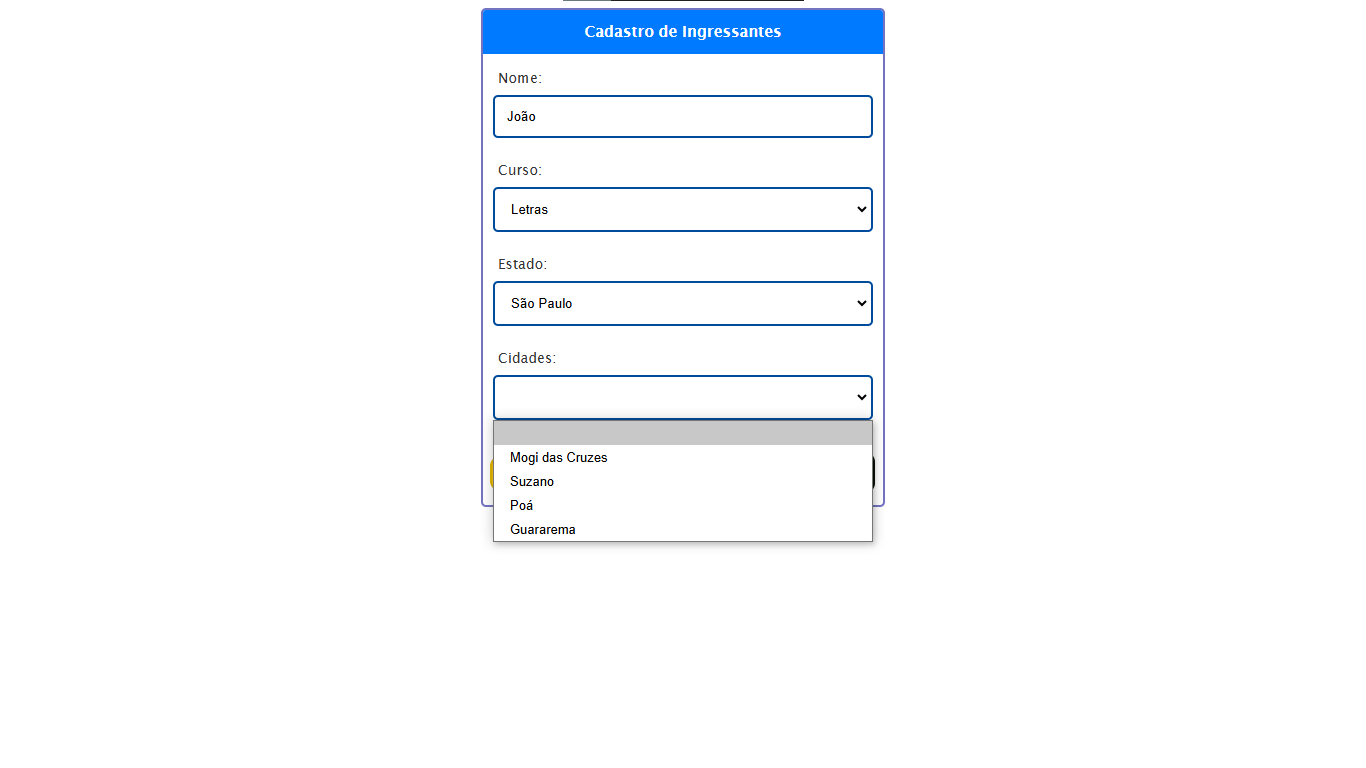 Cadastro de Ingressantes
Nome:
João
Curso:
Letras
Estado:
São Paulo
Cidades:
Mogi das Cruzes
Suzano
Poá
Guararema